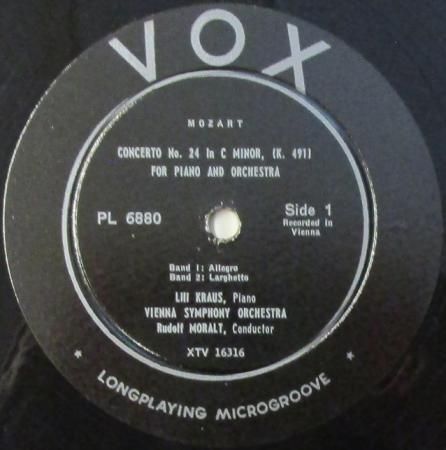 VOX
MOZART
CONCERTO No. 24 In C MINOR, (K. 491)
FOR PIANO AND ORCHESTRA
PL 6880
Side 1
Recorded in
Vienna
Band 1: Allegro
Band 2: Larghetto
Lili KRAUS, Piano
VIENNA SYMPHONY ORCHESTRA
Rudolf MORALT, Conductor
XTV 16316
* LONGPLAYING MICROGROOVE *